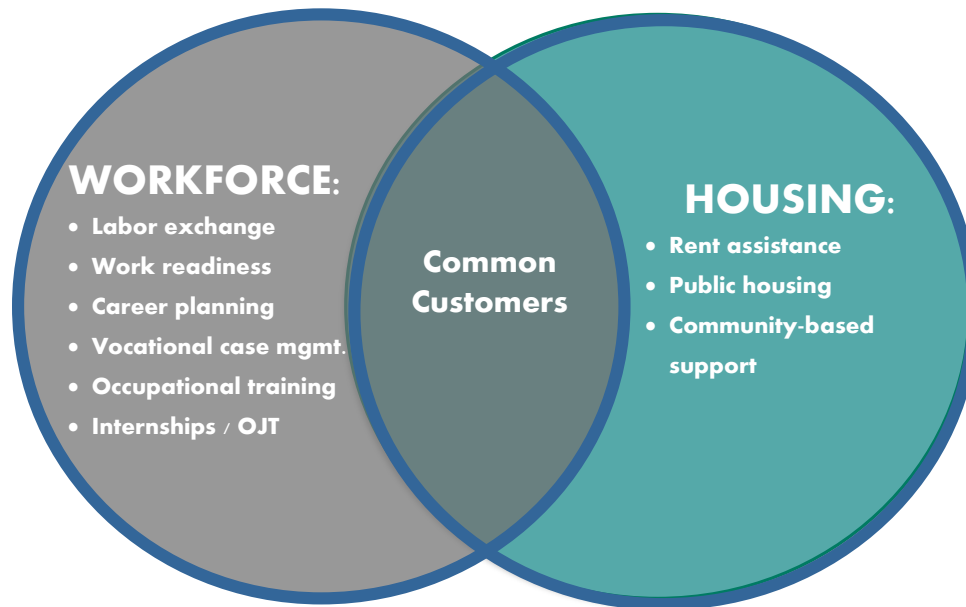 WORKFORCE:
• Labor exchange
• Work readiness
• Career planning
• Vocational case mgmt.
• Occupational training
• Internships / OJT
Common
Customers
HOUSING:
• Rent assistance
• Public housing
• Community-based
support